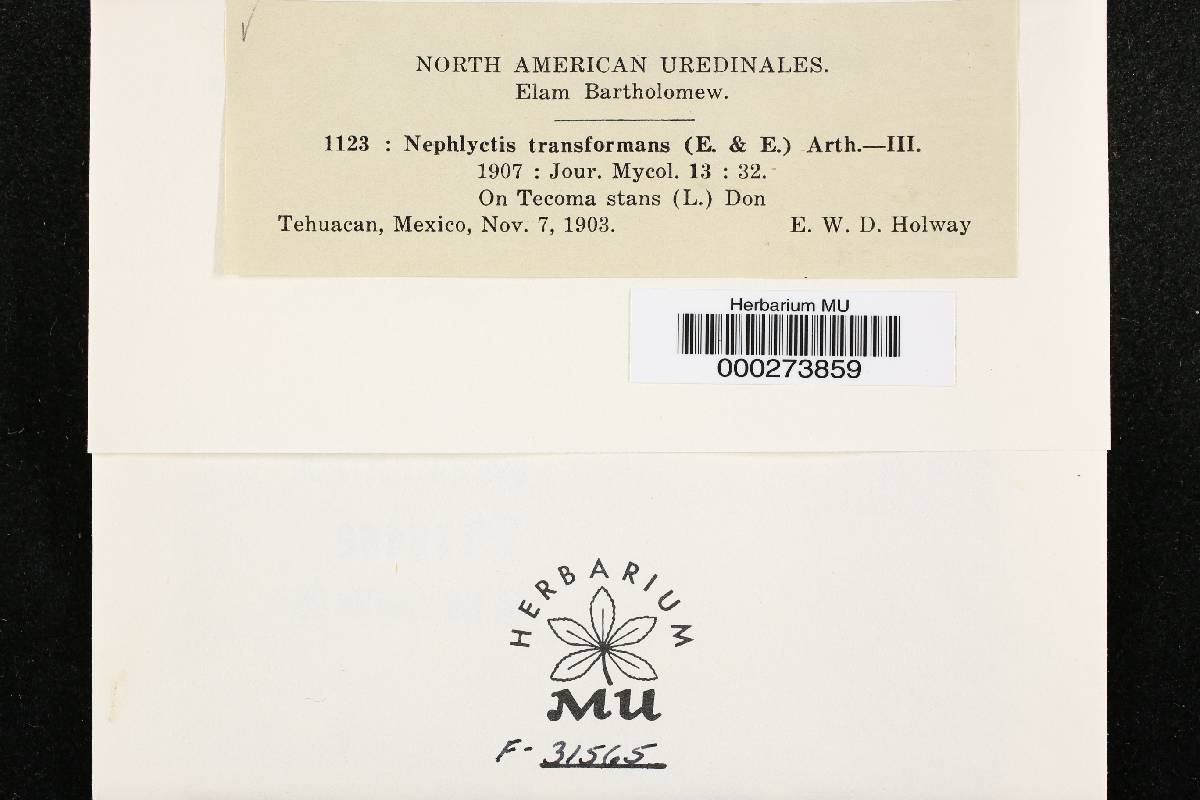 NORTH AMERICAN UREDINALES.
Elam Bartholomew.
1123 : Nephlyctis transformans (E. & E.) Arth.—III.
1907 : Jour. Mycol. 13 : 32.
On Tecoma stans (L.) Don
Tehuacan, Mexico, Nov. 7, 1903. E. W. D. Holway
Herbarium MU
000273859
HERBARIUM
MU
F- 31565